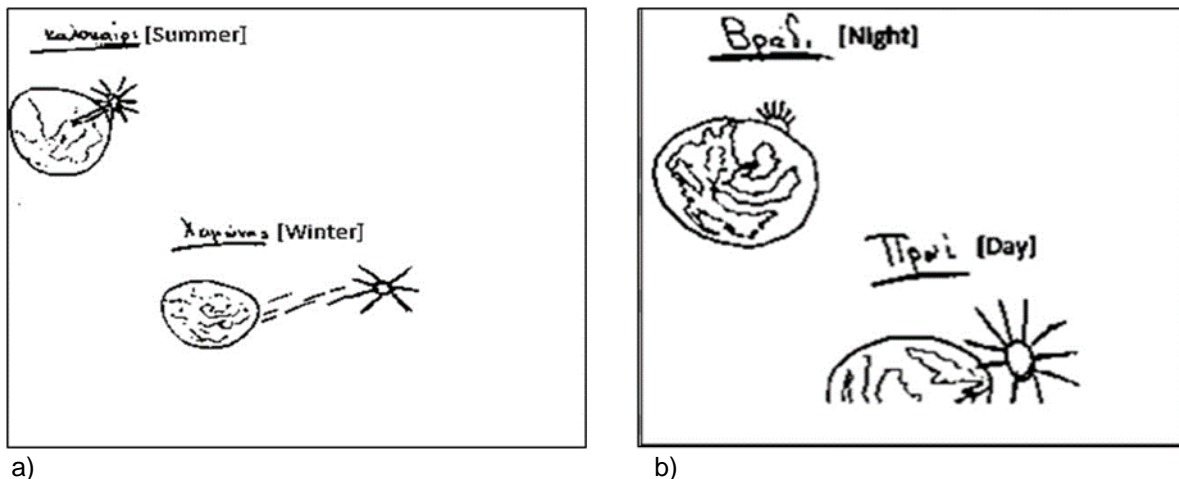 καλοκαίρι [Summer]
Χειμώνας [Winter]
a)
Βράδι [Night]
Πρωί [Day]
b)